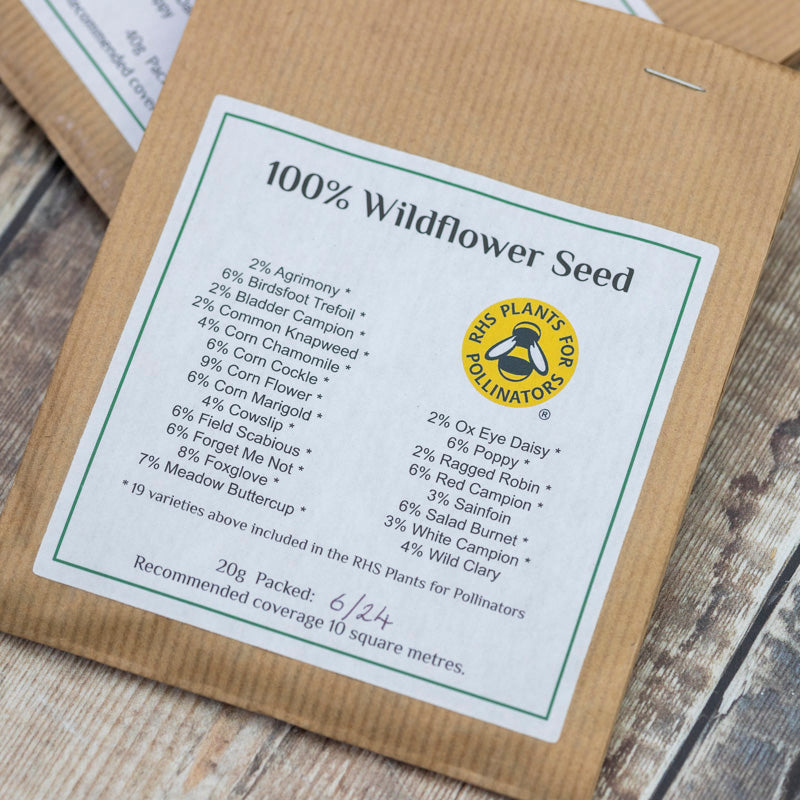 100% Wildflower Seed
2% Agrimony *
6% Birdsfoot Trefoil *
2% Bladder Campion *
2% Common Knapweed *
4% Corn Chamomile *
6% Corn Cockle *
9% Corn Flower *
6% Corn Marigold *
4% Cowslip *
6% Field Scabious *
6% Forget Me Not *
8% Foxglove *
7% Meadow Buttercup *
RHS PLANTS FOR
POLLINATORS
®
2% Ox Eye Daisy *
6% Poppy *
2% Ragged Robin *
6% Red Campion *
3% Sainfoin
6% Salad Burnet *
3% White Campion *
4% Wild Clary
* 19 varieties above included in the RHS Plants for Pollinators
20g Packed: 6/24
Recommended coverage 10 square metres.
40g Pac
ecommended cove